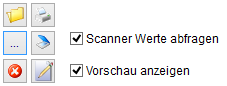 ...
Scanner Werte abfragen
Vorschau anzeigen